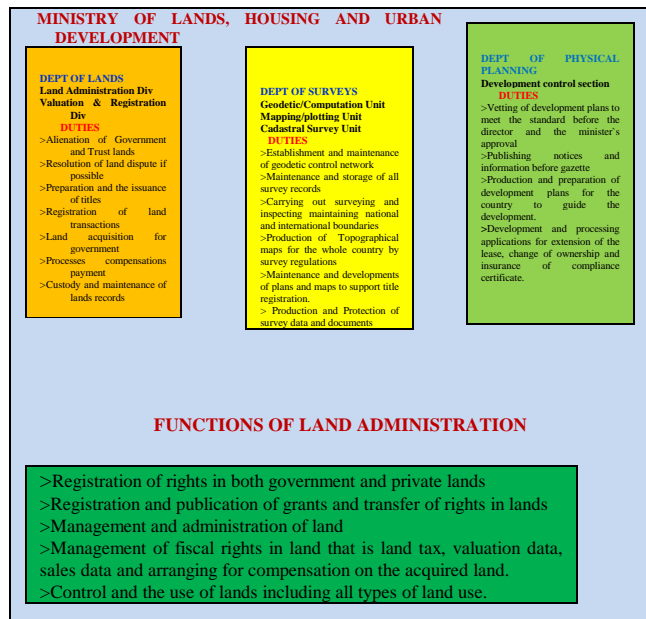 MINISTRY OF LANDS, HOUSING AND URBAN
DEVELOPMENT
DEPT OF LANDS
Land Administration Div
Valuation & Registration
Div
DUTIES
>Alienation of Government
and Trust lands
>Resolution of land dispute if
possible
>Preparation and the issuance
of titles
>Registration of land
transactions
>Land acquisition for
government
>Processes compensations
payment
>Custody and maintenance of
lands records
DEPT OF SURVEYS
Geodetic/Computation Unit
Mapping/plotting Unit
Cadastral Survey Unit
DUTIES
>Establishment and maintenance
of geodetic control network
>Maintenance and storage of all
survey records
>Carrying out surveying and
inspecting maintaining national
and international boundaries
>Production of Topographical
maps for the whole country by
survey regulations
>Maintenance and developments
of plans and maps to support title
registration.
> Production and Protection of
survey data and documents
DEPT OF PHYSICAL
PLANNING
Development control section
DUTIES
>Vetting of development plans to
meet the standard before the
director and the minister`s
approval
>Publishing notices and
information before gazette
>Production and preparation of
development plans for the
country to guide the
development.
>Development and processing
applications for extension of the
lease, change of ownership and
insurance of compliance
certificate.
FUNCTIONS OF LAND ADMINISTRATION
>Registration of rights in both government and private lands
>Registration and publication of grants and transfer of rights in lands
>Management and administration of land
>Management of fiscal rights in land that is land tax, valuation data,
sales data and arranging for compensation on the acquired land.
>Control and the use of lands including all types of land use.